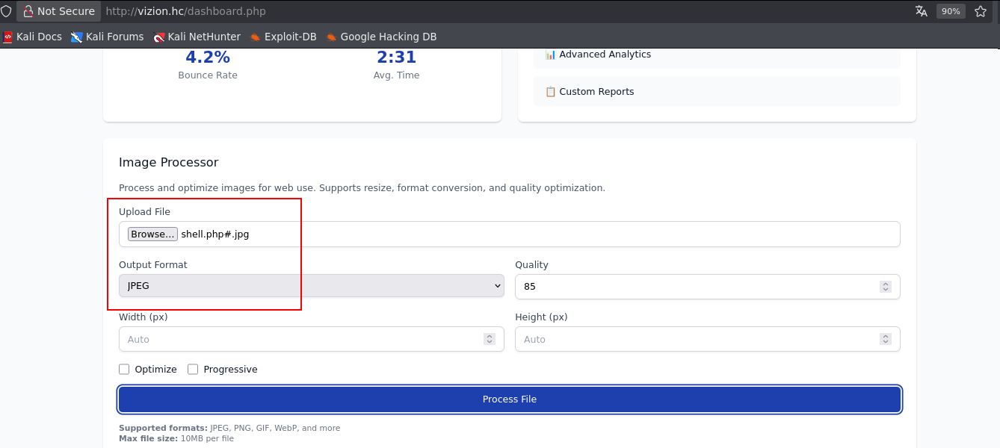 Not Secure http://vizion.hc/dashboard.php 90%
Kali Docs Kali Forums Kali NetHunter Exploit-DB Google Hacking DB
4.2% 2:31
Bounce Rate Avg. Time
Advanced Analytics
Custom Reports
Image Processor
Process and optimize images for web use. Supports resize, format conversion, and quality optimization.
Upload File
Browse... shell.php#.jpg
Output Format Quality
JPEG 85
Width (px) Height (px)
Auto Auto
Optimize Progressive
Process File
Supported formats: JPEG, PNG, GIF, WebP, and more
Max file size: 10MB per file